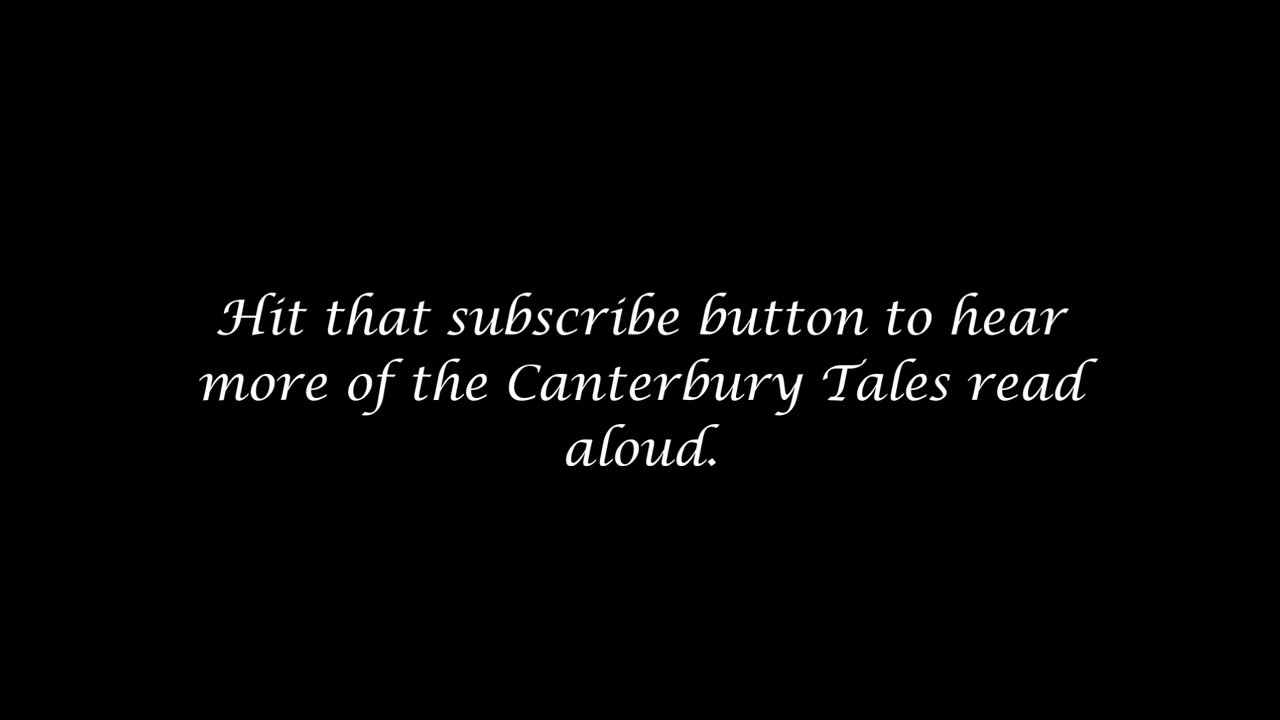 Hit that subscribe button to hear
more of the Canterbury Tales read
aloud.